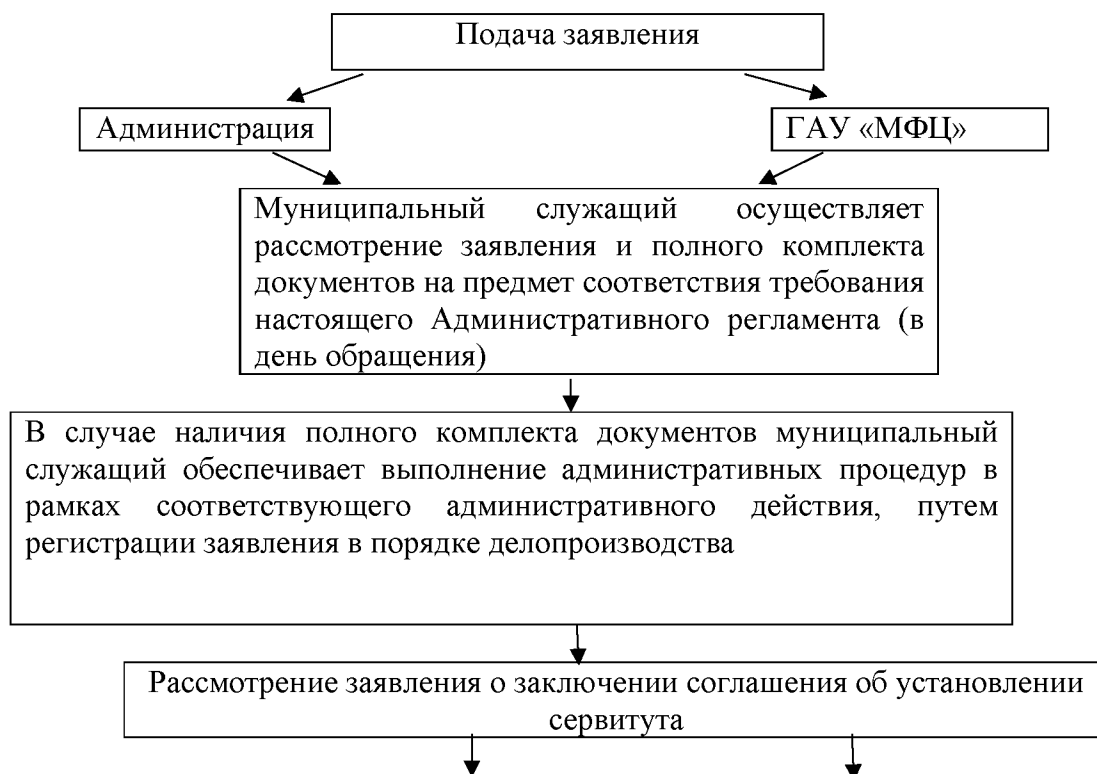 Подача заявления
Администрация
ГАУ «МФЦ»
Муниципальный служащий осуществляет
рассмотрение заявления и полного комплекта
документов на предмет соответствия требования
настоящего Административного регламента (в
день обращения)
В случае наличия полного комплекта документов муниципальный
служащий обеспечивает выполнение административных процедур в
рамках соответствующего административного действия, путем
регистрации заявления в порядке делопроизводства
Рассмотрение заявления о заключении соглашения об установлении
сервитута